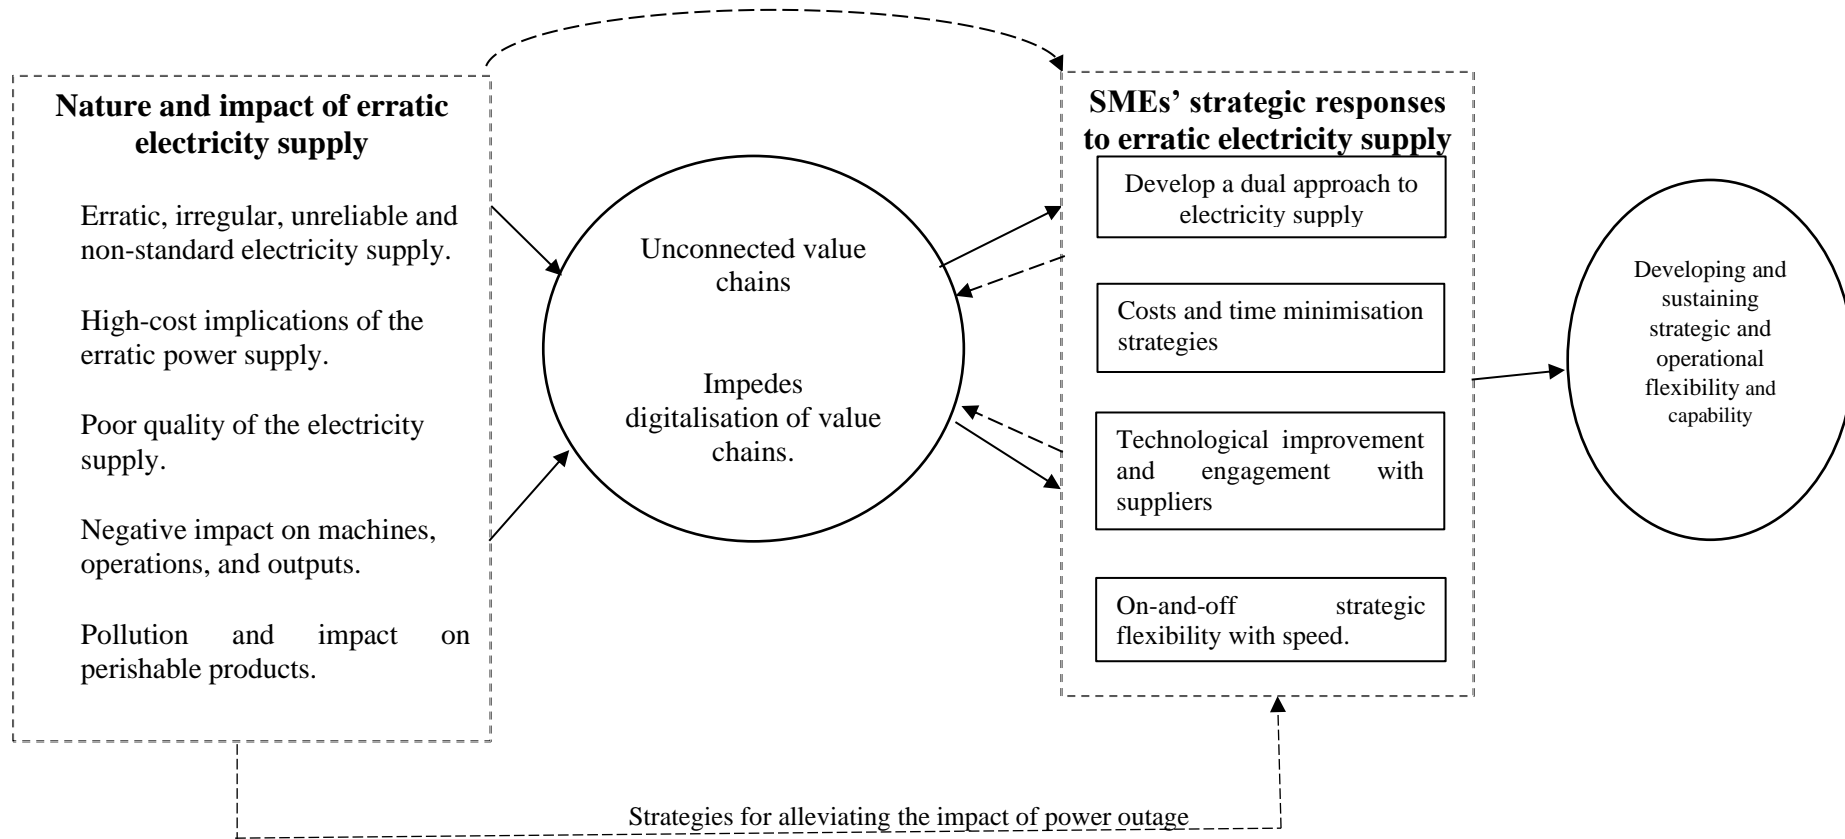 Nature and impact of erratic
electricity supply
Erratic, irregular, unreliable and
non-standard electricity supply.
High-cost implications of the
erratic power supply.
Poor quality of the electricity
supply.
Negative impact on machines,
operations, and outputs.
Pollution and impact on
perishable products.
Unconnected value
chains
Impedes
digitalisation of value
chains.
SMEs’ strategic responses
to erratic electricity supply
Develop a dual approach to
electricity supply
Costs and time minimisation
strategies
Technological improvement
and engagement with
suppliers
On-and-off strategic
flexibility with speed.
Developing and
sustaining
strategic and
operational
flexibility and
capability
Strategies for alleviating the impact of power outage